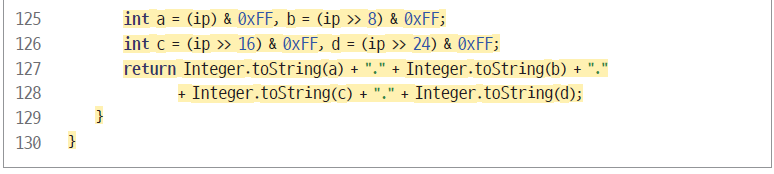 125 int a = (ip) & 0xFF, b = (ip >> 8) & 0xFF;
126 int c = (ip >> 16) & 0xFF, d = (ip >> 24) & 0xFF;
127 return Integer.toString(a) + "." + Integer.toString(b) + "."
128 + Integer.toString(c) + "." + Integer.toString(d);
129 }
130 }